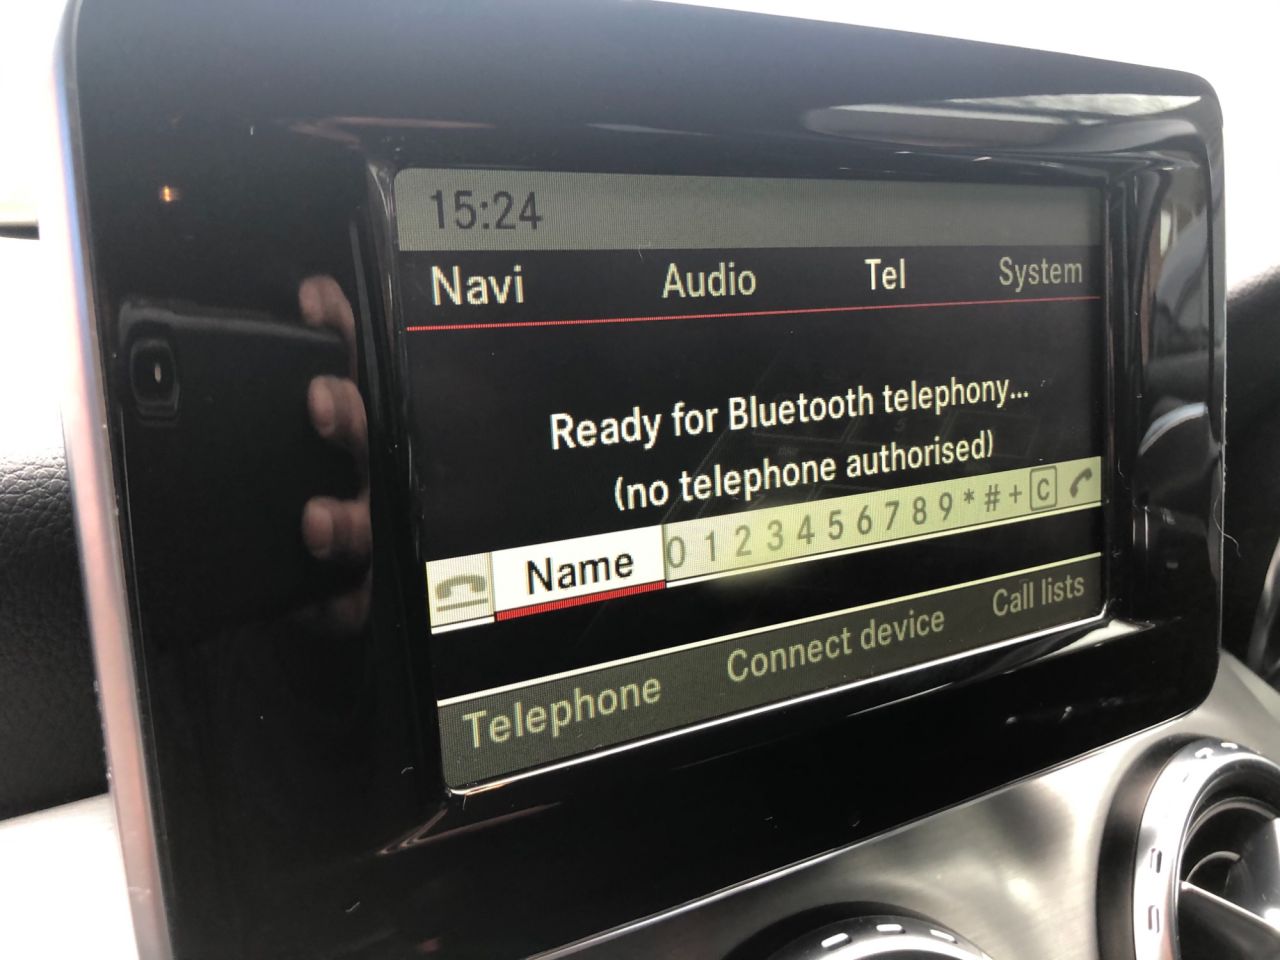 15:24
Navi Audio Tel System
Ready for Bluetooth telephony...
(no telephone authorised)
Name 0 1 2 3 4 5 6 7 8 9 * # + C
Telephone Connect device Call lists